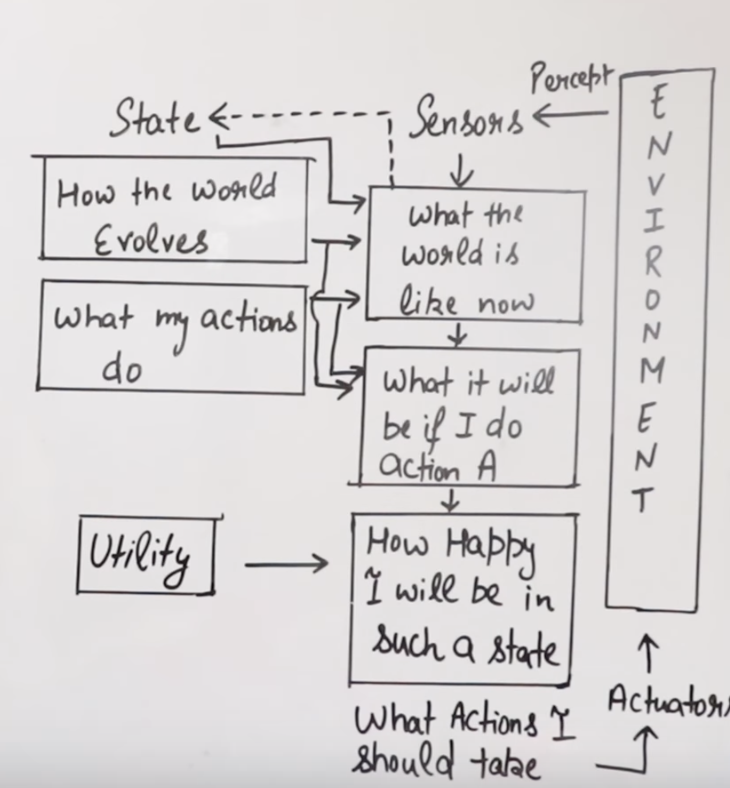 Percept
State
Sensors
ENVIRONMENT
How the world
Evolves
What my actions
do
What the
world is
like now
What it will
be if I do
action A
Utility
How Happy
I will be in
such a state
What Actions I
should take
Actuators